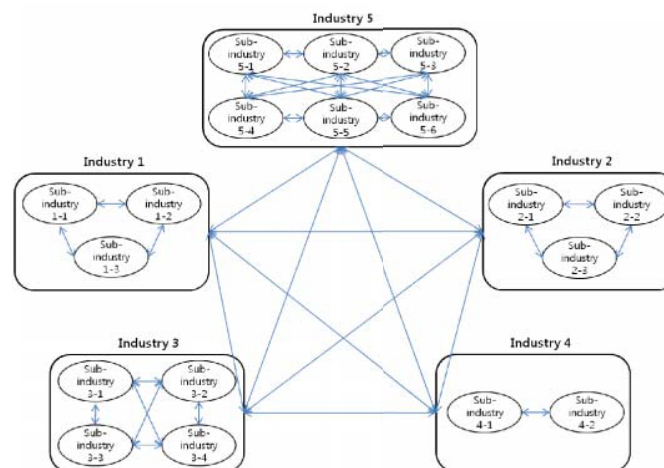 Industry 5
Sub-
industry
5-1
Sub-
industry
5-2
Sub-
industry
5-3
Sub-
industry
5-4
Sub-
industry
5-5
Sub-
industry
5-6
Industry 1
Sub-
industry
1-1
Sub-
industry
1-2
Sub-
industry
1-3
Industry 2
Sub-
industry
2-1
Sub-
industry
2-2
Sub-
industry
2-3
Industry 3
Sub-
industry
3-1
Sub-
industry
3-2
Sub-
industry
3-3
Sub-
industry
3-4
Industry 4
Sub-
industry
4-1
Sub-
industry
4-2